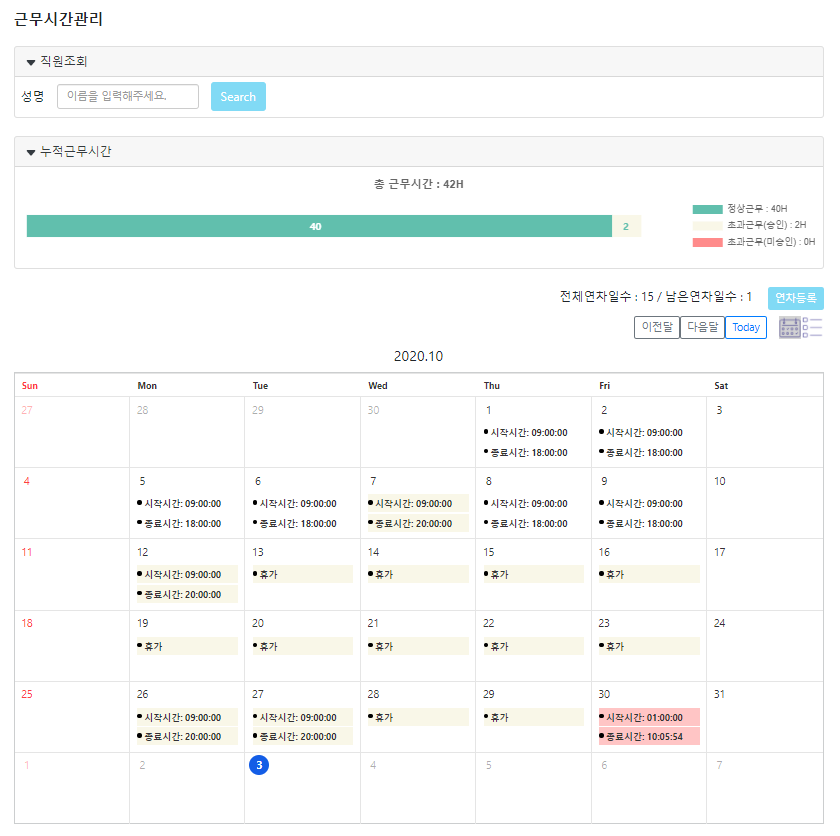 근무시간관리
직원조회
성명 이름을 입력해주세요. Search
누적근무시간
총 근무시간 : 42H
40 2
정상근무 : 40H
초과근무(승인) : 2H
초과근무(미승인) : 0H
전체연차일수 : 15 / 남은연차일수 : 1 연차등록
이전달 다음달 Today
2020.10
Sun Mon Tue Wed Thu Fri Sat
27 28 29 30 1 2 3
시작시간: 09:00:00 시작시간: 09:00:00
종료시간: 18:00:00 종료시간: 18:00:00
4 5 6 7 8 9 10
시작시간: 09:00:00 시작시간: 09:00:00 시작시간: 09:00:00 시작시간: 09:00:00 시작시간: 09:00:00
종료시간: 18:00:00 종료시간: 18:00:00 종료시간: 20:00:00 종료시간: 18:00:00 종료시간: 18:00:00
11 12 13 14 15 16 17
시작시간: 09:00:00 휴가 휴가 휴가 휴가
종료시간: 20:00:00
18 19 20 21 22 23 24
휴가 휴가 휴가 휴가 휴가
25 26 27 28 29 30 31
시작시간: 09:00:00 시작시간: 09:00:00 휴가 휴가 시작시간: 01:00:00
종료시간: 20:00:00 종료시간: 20:00:00 종료시간: 10:05:54
1 2 3 4 5 6 7